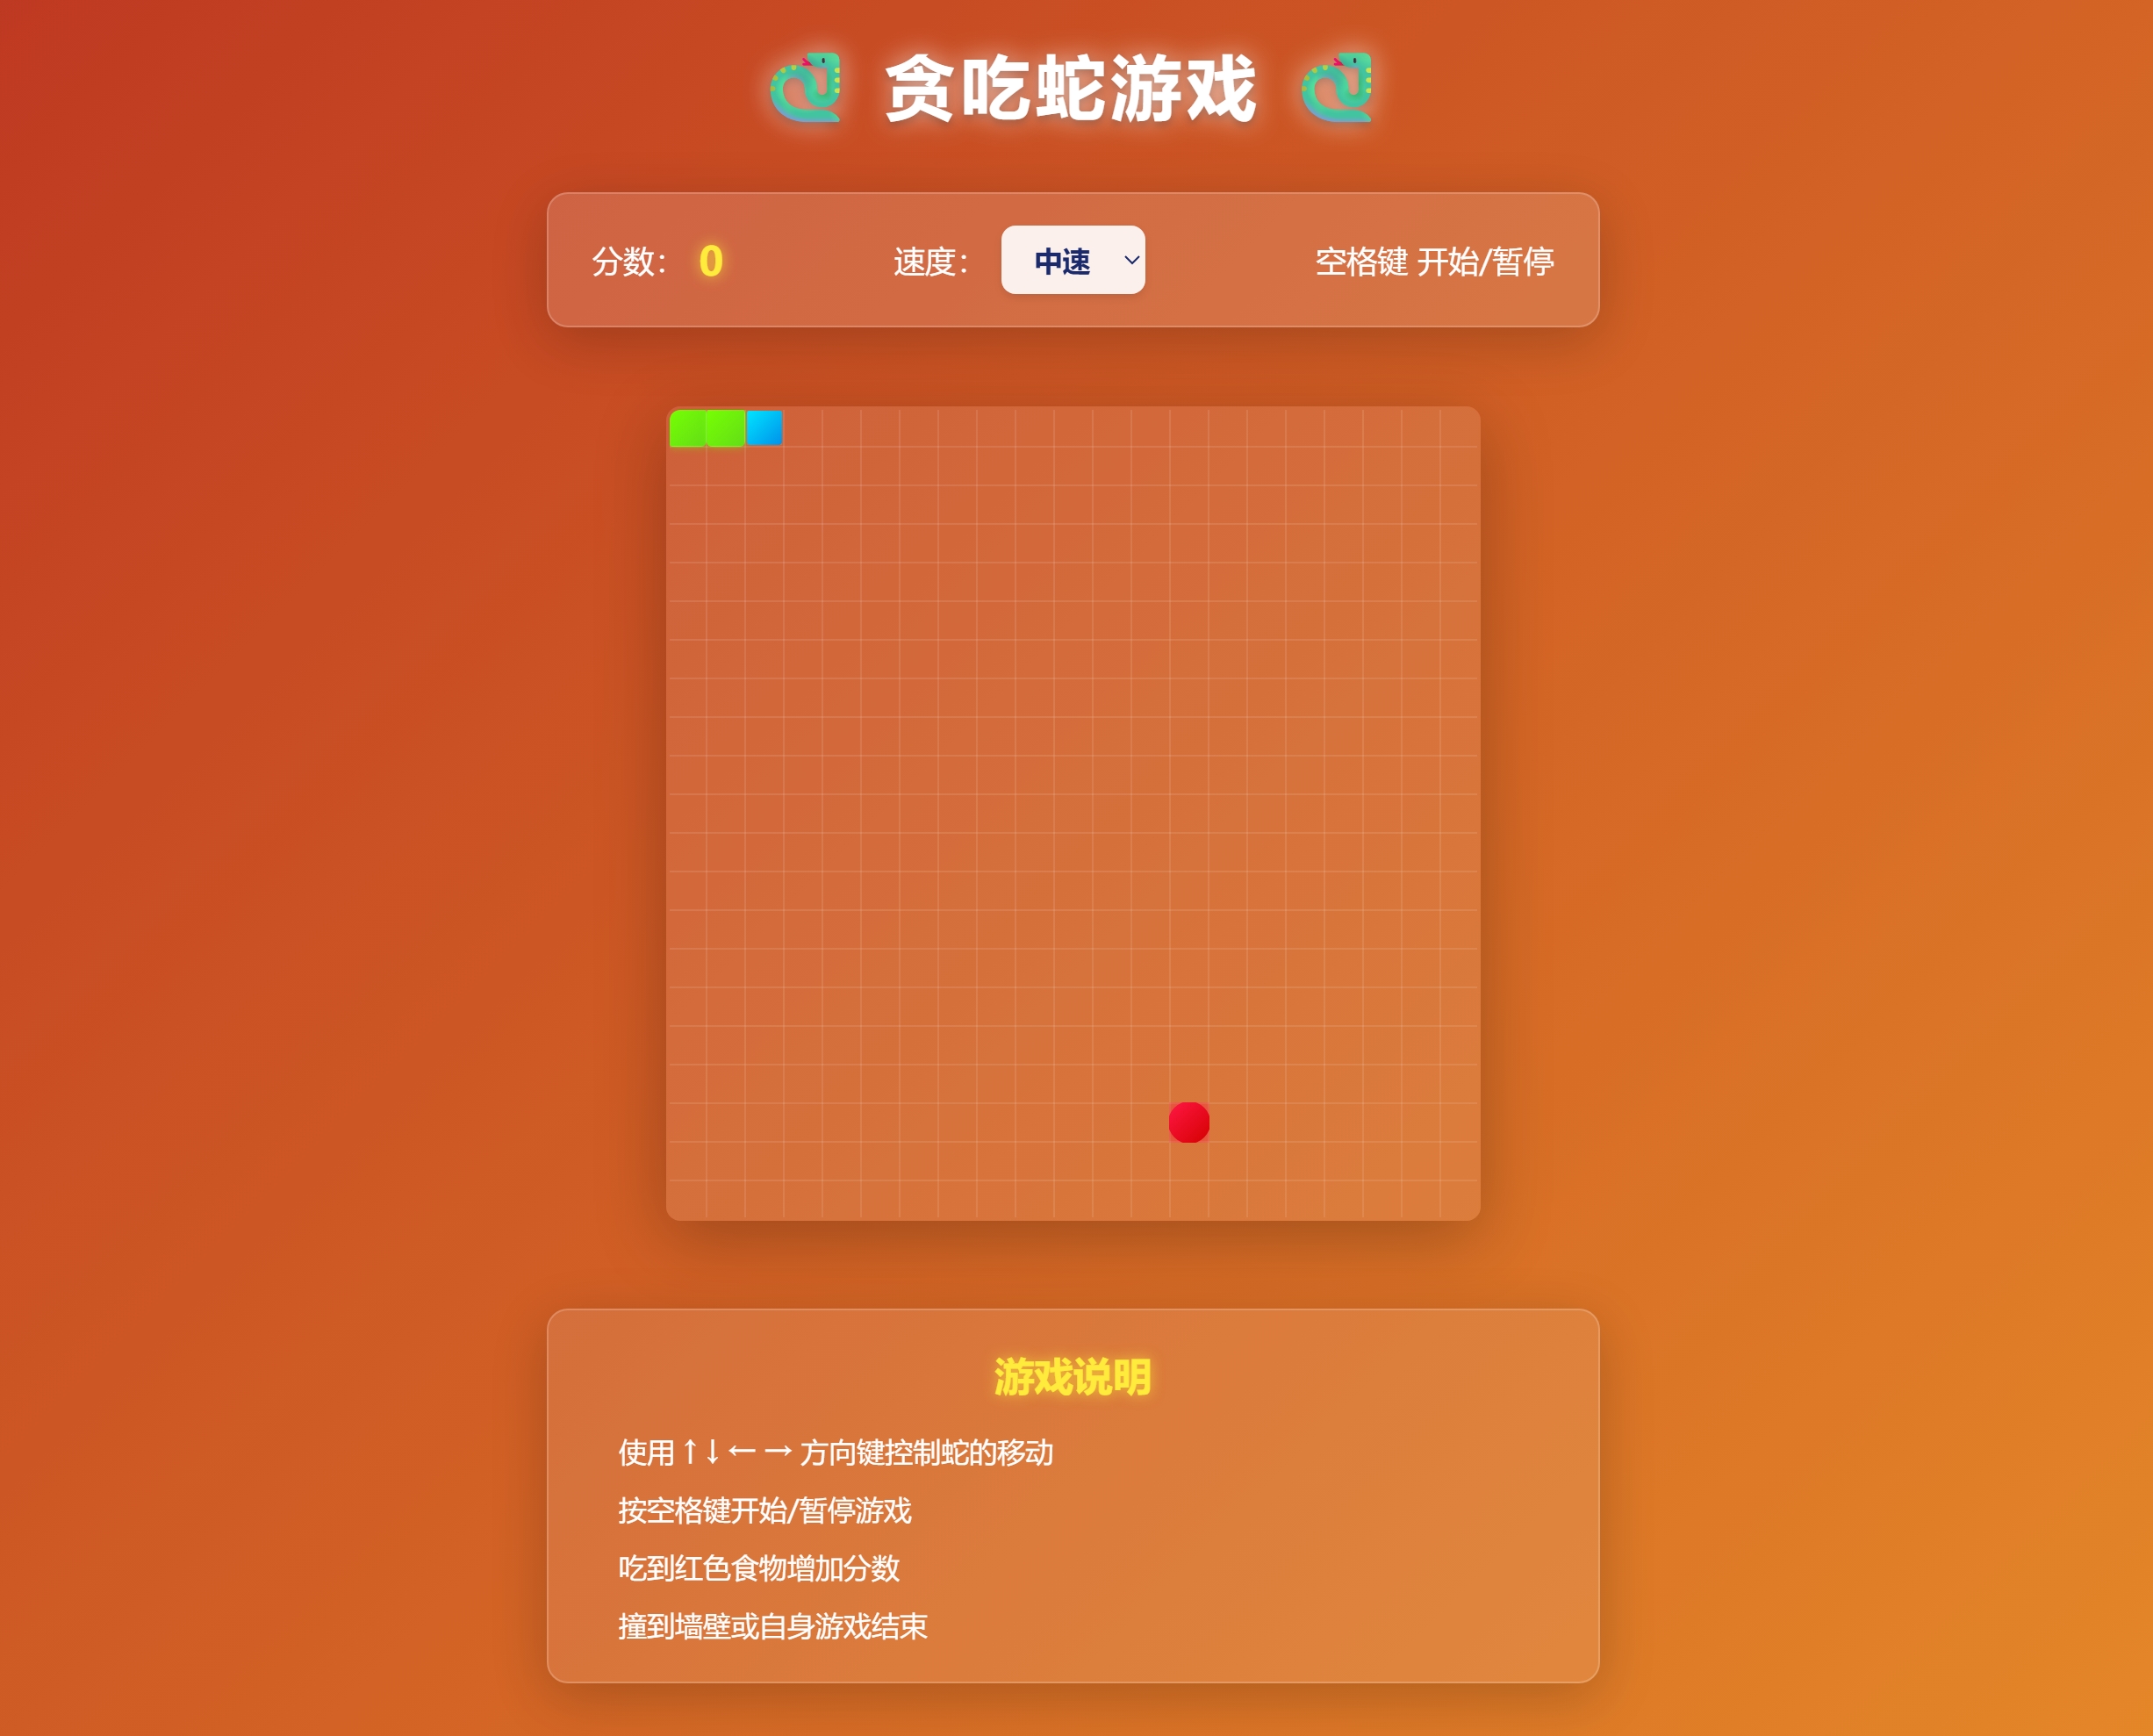 贪吃蛇游戏
分数： 0 速度： 中速 空格键 开始/暂停
游戏说明
使用 ↑ ↓ ← → 方向键控制蛇的移动
按空格键开始/暂停游戏
吃到红色食物增加分数
撞到墙壁或自身游戏结束